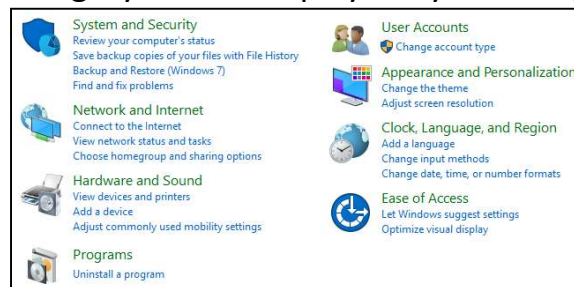 System and Security
Review your computer's status
Save backup copies of your files with File History
Backup and Restore (Windows 7)
Find and fix problems
Network and Internet
Connect to the Internet
View network status and tasks
Choose homegroup and sharing options
Hardware and Sound
View devices and printers
Add a device
Adjust commonly used mobility settings
Programs
Uninstall a program
User Accounts
Change account type
Appearance and Personalization
Change the theme
Adjust screen resolution
Clock, Language, and Region
Add a language
Change input methods
Change date, time, or number formats
Ease of Access
Let Windows suggest settings
Optimize visual display